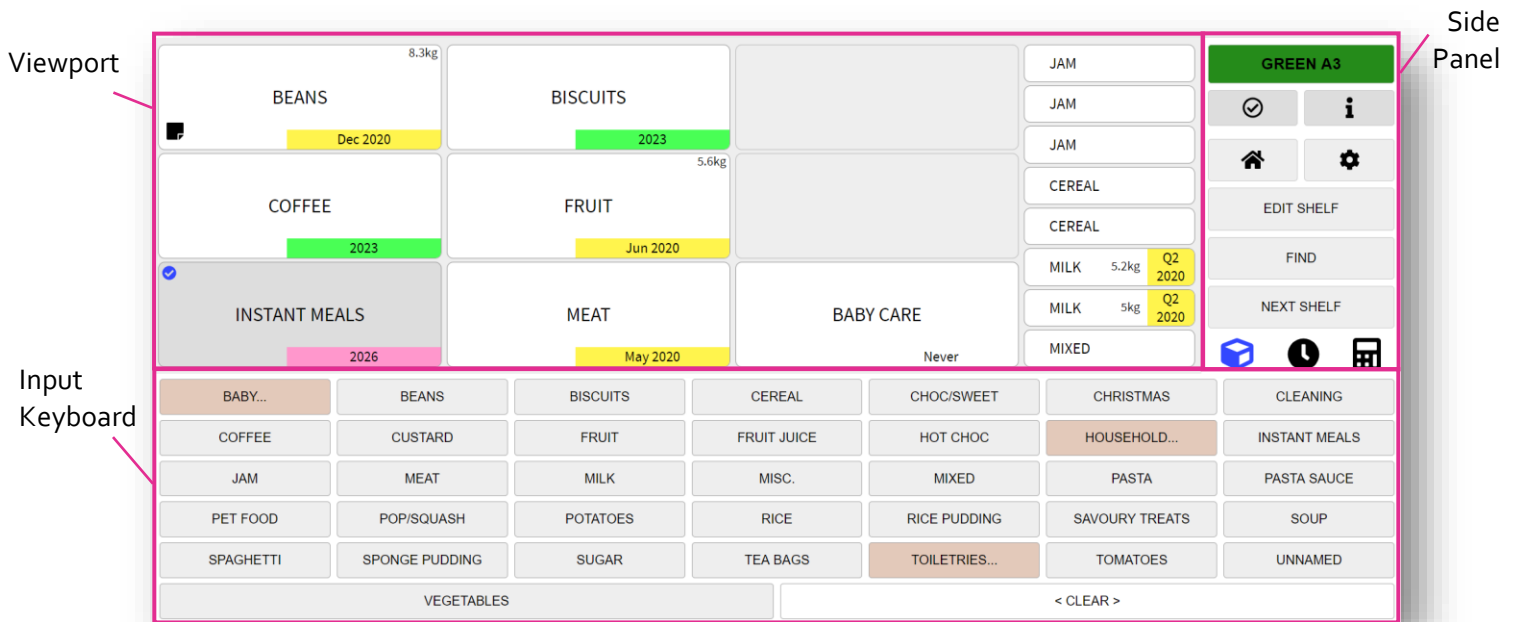 Viewport
Side
Panel
8.3kg
BEANS
Dec 2020
BISCUITS
2023
COFFEE
2023
5.6kg
FRUIT
Jun 2020
INSTANT MEALS
2026
MEAT
May 2020
BABY CARE
Never
JAM
JAM
JAM
CEREAL
CEREAL
MILK 5.2kg Q2
2020
MILK 5kg Q2
2020
MIXED
GREEN A3
EDIT SHELF
FIND
NEXT SHELF
Input
Keyboard
BABY... BEANS BISCUITS CEREAL CHOC/SWEET CHRISTMAS CLEANING
COFFEE CUSTARD FRUIT FRUIT JUICE HOT CHOC HOUSEHOLD... INSTANT MEALS
JAM MEAT MILK MISC. MIXED PASTA PASTA SAUCE
PET FOOD POP/SQUASH POTATOES RICE RICE PUDDING SAVOURY TREATS SOUP
SPAGHETTI SPONGE PUDDING SUGAR TEA BAGS TOILETRIES... TOMATOES UNNAMED
VEGETABLES < CLEAR >